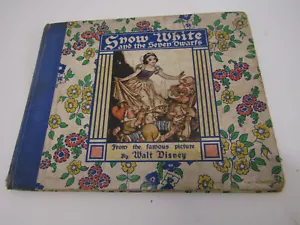 Snow White
and the Seven Dwarfs
From the famous picture
By Walt Disney